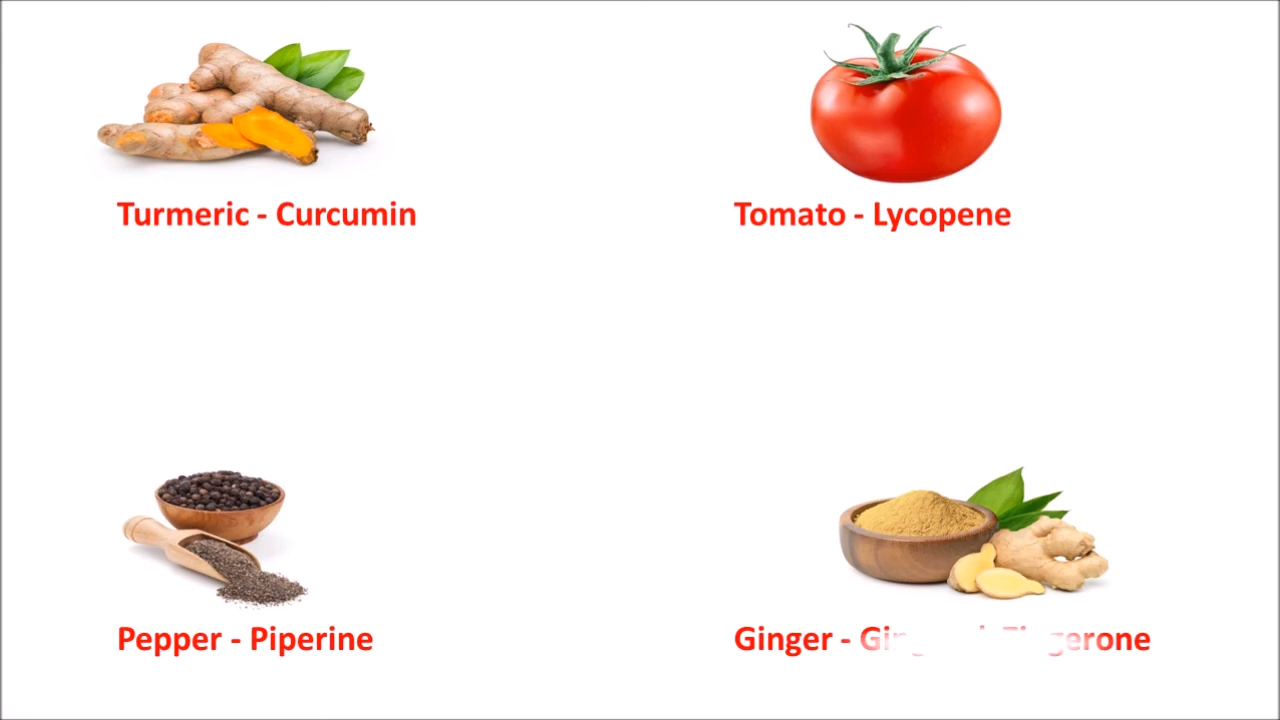 Turmeric - Curcumin
Tomato - Lycopene
Pepper - Piperine
Ginger -